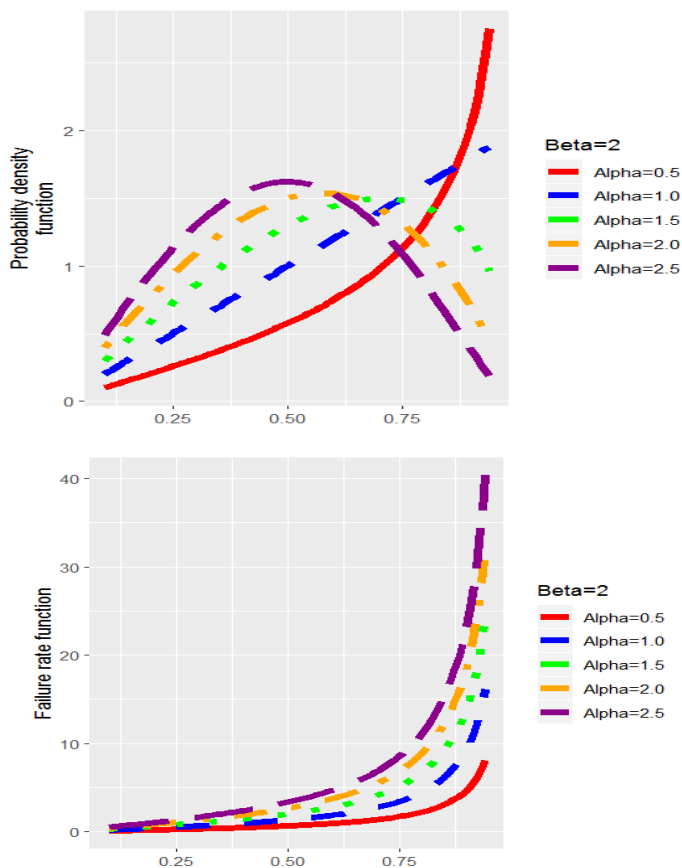 Probability density
function
2
1
0
0.25
0.50
0.75
Beta=2
Alpha=0.5
Alpha=1.0
Alpha=1.5
Alpha=2.0
Alpha=2.5
Failure rate function
40
30
20
10
0
0.25
0.50
0.75
Beta=2
Alpha=0.5
Alpha=1.0
Alpha=1.5
Alpha=2.0
Alpha=2.5